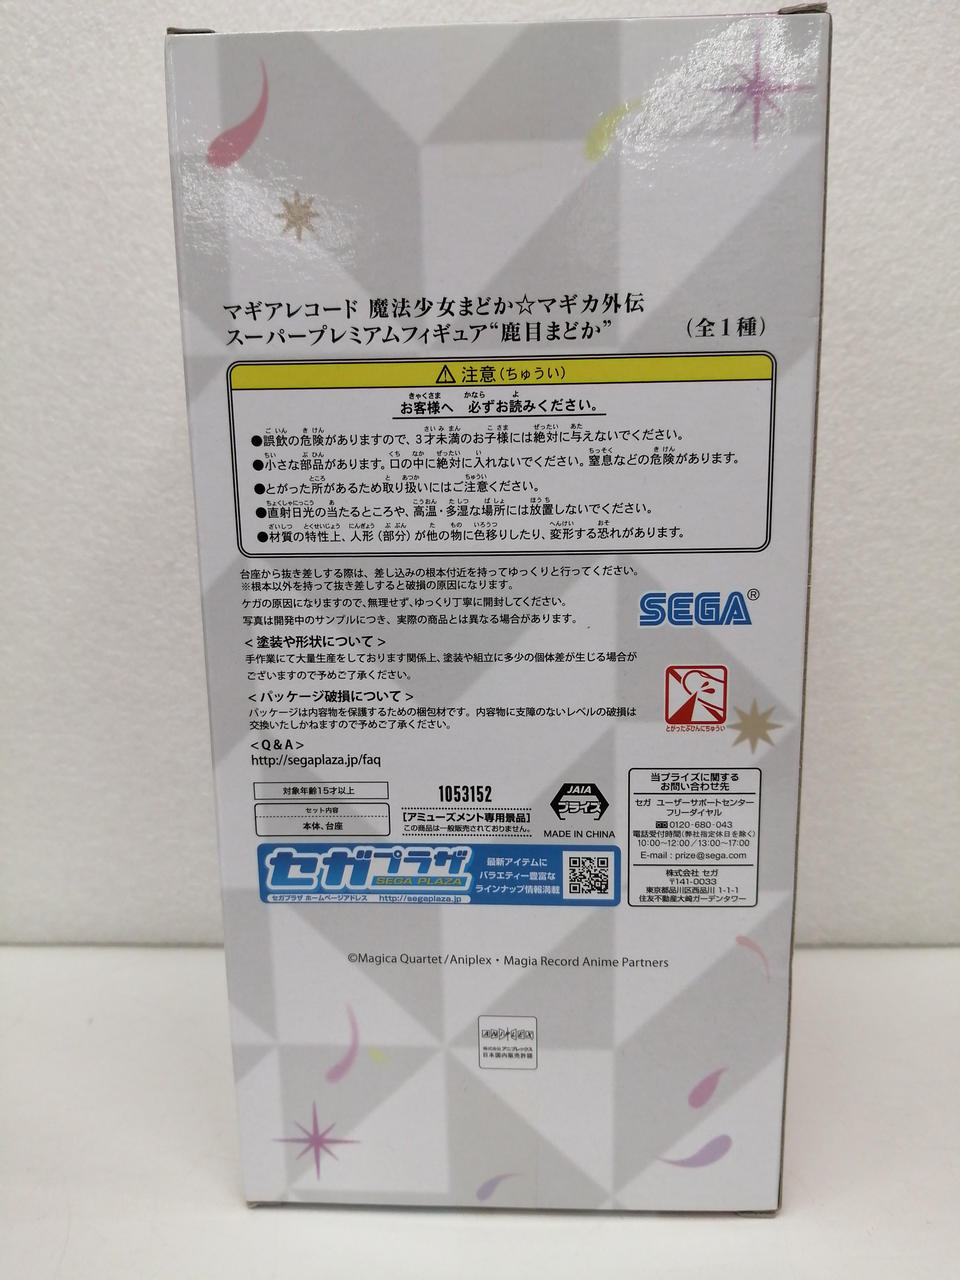 マギアレコード 魔法少女まどか☆マギカ外伝
スーパープレミアムフィギュア“鹿目まどか”
（全１種）
注意（ちゅうい）
お客様へ 必ずお読みください。
●誤飲の危険がありますので、3才未満のお子様には絶対に与えないでください。
●小さな部品があります。口の中に絶対に入れないでください。窒息などの危険があります。
●とがった所があるため取り扱いにはご注意ください。
●直射日光の当たるところや、高温・多湿な場所には放置しないでください。
●材質の特性上、人形（部分）が他の物に色移りしたり、変形する恐れがあります。
台座から抜き差しする際は、差し込みの根本付近を持ってゆっくりと行ってください。
※根本以外を持って抜き差しすると破損の原因になります。
ケガの原因になりますので、無理せず、ゆっくり丁寧に開封してください。
写真は開発中のサンプルにつき、実際の商品とは異なる場合があります。
SEGA®
＜塗装や形状について＞
手作業にて大量生産をしております関係上、塗装や組立に多少の個体差が生じる場合が
ございますので予めご了承ください。
＜パッケージ破損について＞
パッケージは内容物を保護するための梱包材です。内容物に支障のないレベルの破損は
交換いたしかねますので予めご了承ください。
とがったぶひんにちゅうい
＜Q＆A＞
http://segaplaza.jp/faq
対象年齢15才以上
セット内容
本体、台座
1053152
［アミューズメント専用景品］
この商品は一般販売されておりません。
JAIA
プライズ
MADE IN CHINA
当プライズに関する
お問い合わせ先
セガ ユーザーサポートセンター
フリーダイヤル
0120-680-043
電話受付時間（弊社指定休日を除く）
10:00～12:00／13:00～17:00
E-mail : prize@sega.com
株式会社 セガ
〒141-0033
東京都品川区西品川 1-1-1
住友不動産大崎ガーデンタワー
セガプラザ
SEGA PLAZA
セガプラザ ホームページアドレス http://segaplaza.jp
最新アイテムに
バラエティー豊富な
ラインナップ情報満載
©Magica Quartet/Aniplex・Magia Record Anime Partners
ANIPLEX
株式会社 アニプレックス
日本国内販売許諾